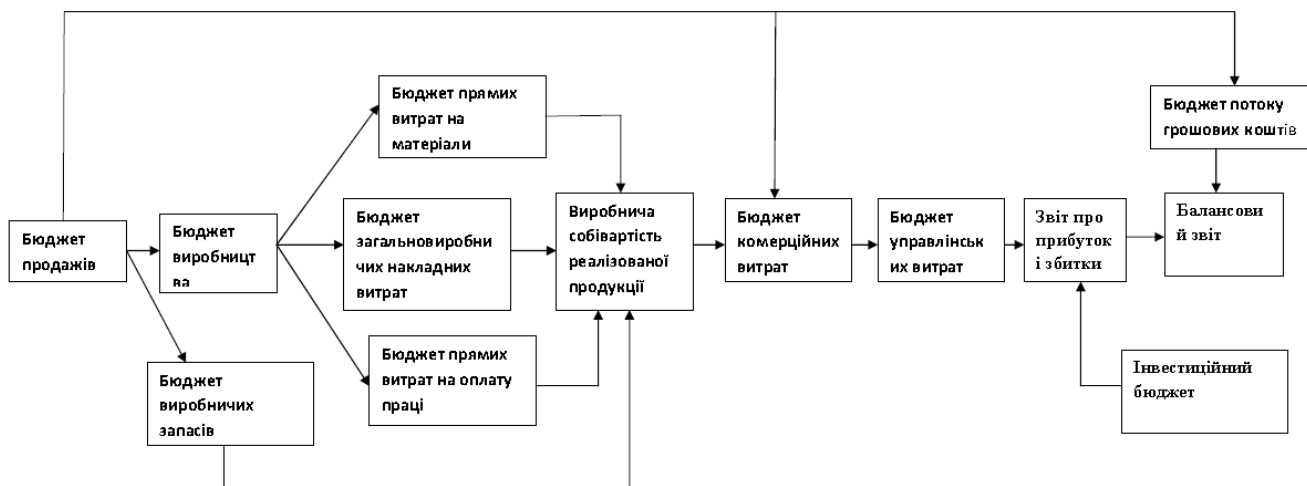 Бюджет
продажів
Бюджет
виробницт
ва
Бюджет
виробничих
запасів
Бюджет прямих
витрат на
матеріали
Бюджет
загальновиробни
чих накладних
витрат
Бюджет прямих
витрат на оплату
праці
Виробнича
собівартість
реалізованої
продукції
Бюджет
комерційних
витрат
Бюджет
управлінськ
их витрат
Звіт про
прибуток
і збитки
Бюджет потоку
грошових коштів
Балансови
й звіт
Інвестиційний
бюджет